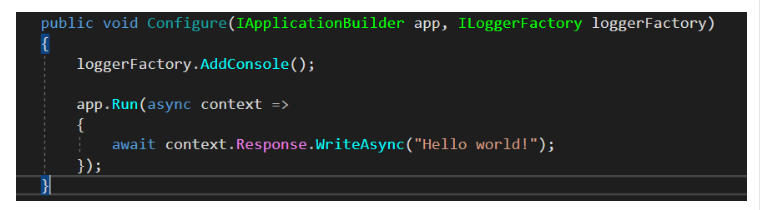 public void Configure(IApplicationBuilder app, ILoggerFactory loggerFactory)
{
    loggerFactory.AddConsole();

    app.Run(async context =>
    {
        await context.Response.WriteAsync("Hello world!");
    });
}